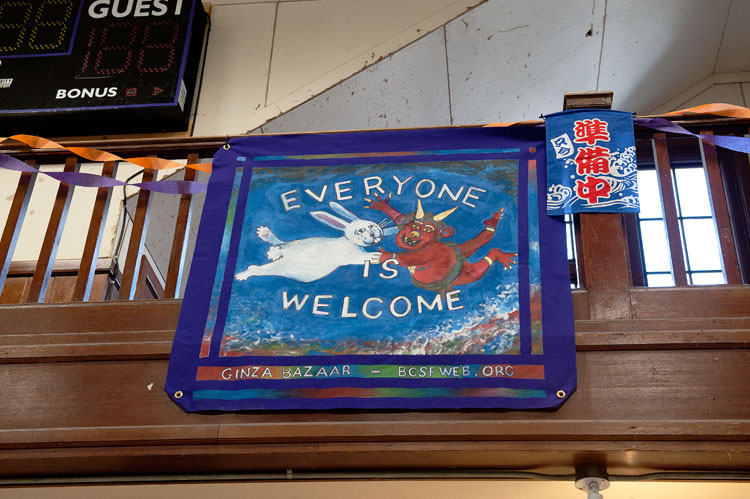 GUEST
BONUS
EVERYONE
IS
WELCOME
GINZA BAZAAR — BCSFWEB.ORG
準備中